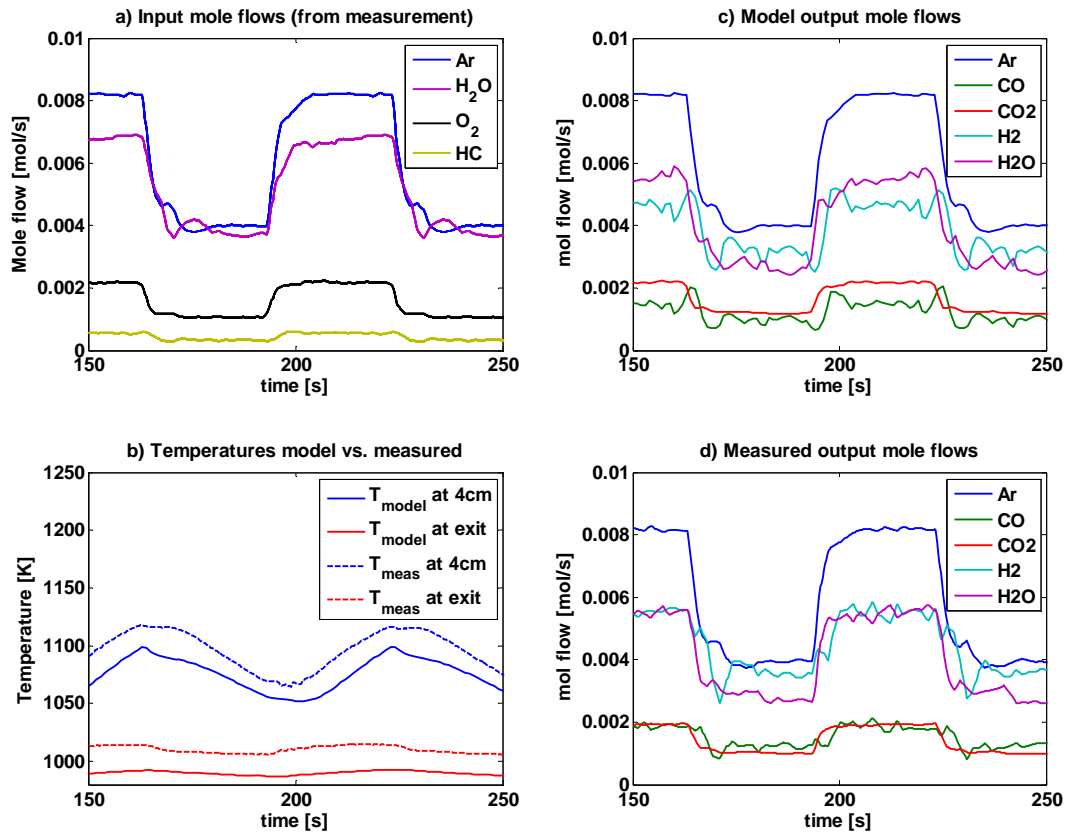 a) Input mole flows (from measurement)
0.01
0.008
0.006
0.004
0.002
0
Mole flow [mol/s]
150
200
250
time [s]
Ar
H2O
O2
HC
c) Model output mole flows
0.01
0.008
0.006
0.004
0.002
0
mol flow [mol/s]
150
200
250
time [s]
Ar
CO
CO2
H2
H2O
b) Temperatures model vs. measured
1250
1200
1150
1100
1050
1000
Temperature [K]
150
200
250
time [s]
Tmodel at 4cm
Tmodel at exit
Tmeas at 4cm
Tmeas at exit
d) Measured output mole flows
0.01
0.008
0.006
0.004
0.002
0
mol flow [mol/s]
150
200
250
time [s]
Ar
CO
CO2
H2
H2O